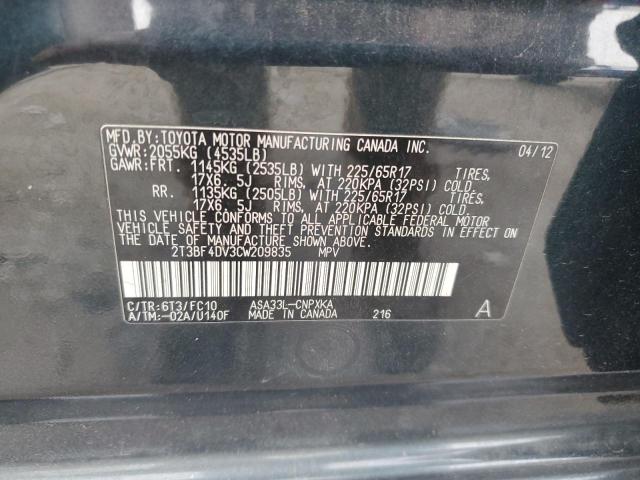 MFD.BY:TOYOTA MOTOR MANUFACTURING CANADA INC. 04/12
GVWR:2055KG (4535LB)
GAWR:FRT. 1145KG (2535LB) WITH 225/65R17 TIRES,
17X6.5J RIMS, AT 220KPA (32PSI) COLD.
RR. 1135KG (2505LB) WITH 225/65R17 TIRES,
17X6.5J RIMS, AT 220KPA (32PSI) COLD.
THIS VEHICLE CONFORMS TO ALL APPLICABLE FEDERAL MOTOR
VEHICLE SAFETY AND THEFT PREVENTION STANDARDS IN EFFECT
ON THE DATE OF MANUFACTURE SHOWN ABOVE.
2T3BF4DV3CW209835 MPV
C/TR:6T3/FC10 ASA33L-CNPXKA A
A/TM:-02A/U140F MADE IN CANADA 216